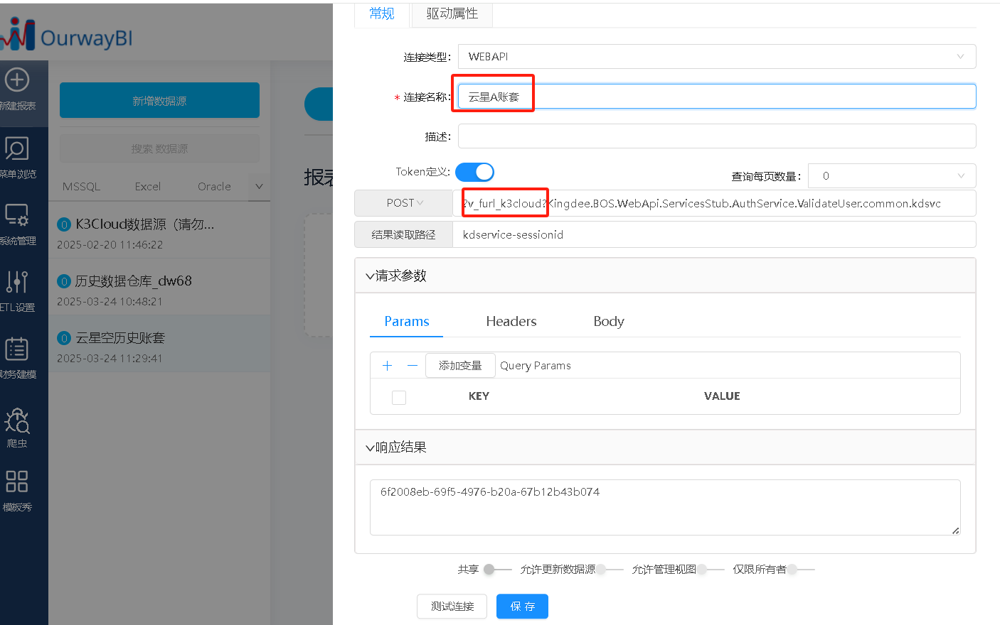 OurwayBI
新建报表
菜单浏览
系统管理
ETL设置
财务建模
爬虫
模板秀
新增数据源
搜索 数据源
MSSQL Excel Oracle
0 K3Cloud数据源（请勿...
2025-02-20 11:46:22
0 历史数据仓库_dw68
2025-03-24 10:48:21
0 云星空历史账套
2025-03-24 11:29:41
报表
常规 驱动属性
连接类型: WEBAPI
* 连接名称: 云星A账套
描述:
Token定义: 查询每页数量: 0
POST ?v_furl_k3cloud?Kingdee.BOS.WebApi.ServicesStub.AuthService.ValidateUser.common.kdsvc
结果读取路径 kdservice-sessionid
请求参数
Params Headers Body
+ − 添加变量 Query Params
KEY VALUE
响应结果
6f2008eb-69f5-4976-b20a-67b12b43b074
共享 允许更新数据源 允许管理视图 仅限所有者
测试连接 保 存